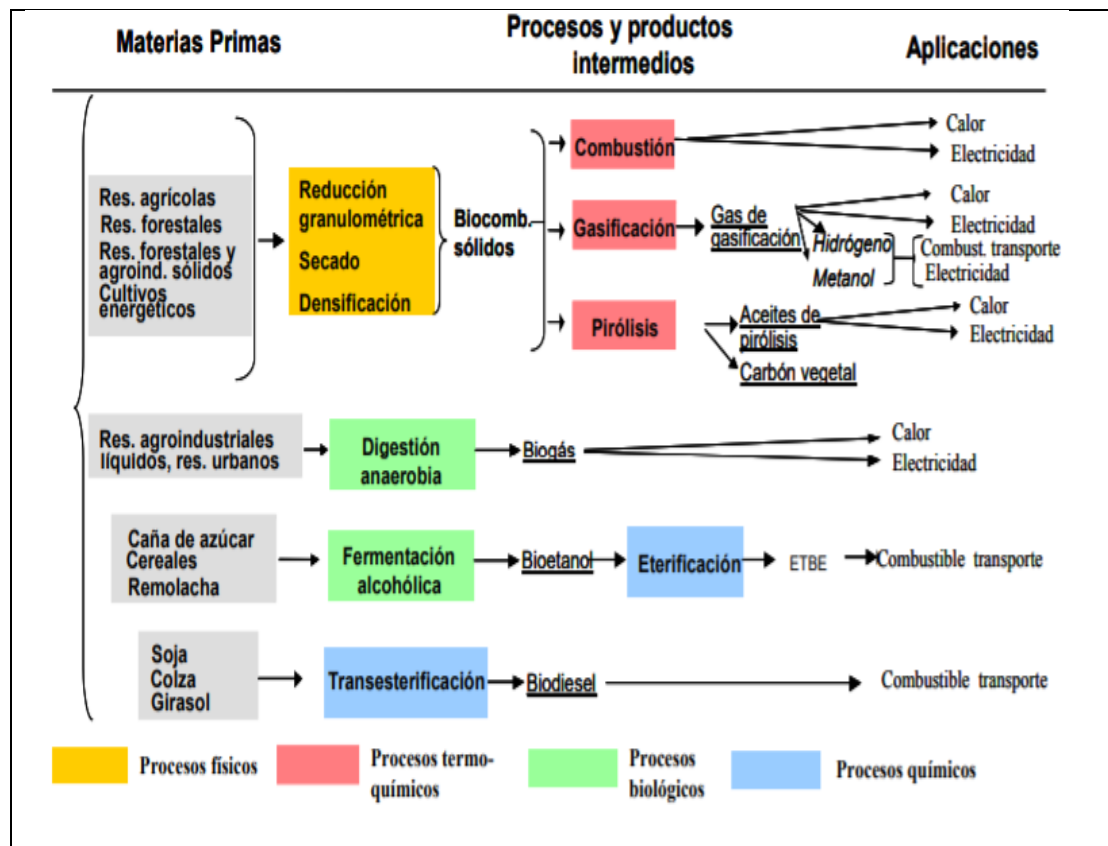 Materias Primas
Procesos y productos
intermedios
Aplicaciones
Res. agrícolas
Res. forestales
Res. forestales y
agroind. sólidos
Cultivos
energéticos
Reducción
granulométrica
Secado
Densificación
Biocomb.
sólidos
Combustión
Calor
Electricidad
Gasificación
Gas de
gasificación
Calor
Electricidad
Hidrógeno
Metanol
Combust. transporte
Electricidad
Pirólisis
Aceites de
pirólisis
Carbón vegetal
Calor
Electricidad
Res. agroindustriales
líquidos, res. urbanos
Digestión
anaerobia
Biogás
Calor
Electricidad
Caña de azúcar
Cereales
Remolacha
Fermentación
alcohólica
Bioetanol
Eterificación
ETBE
Combustible transporte
Soja
Colza
Girasol
Transesterificación
Biodiesel
Combustible transporte
Procesos físicos
Procesos termo-
químicos
Procesos
biológicos
Procesos químicos